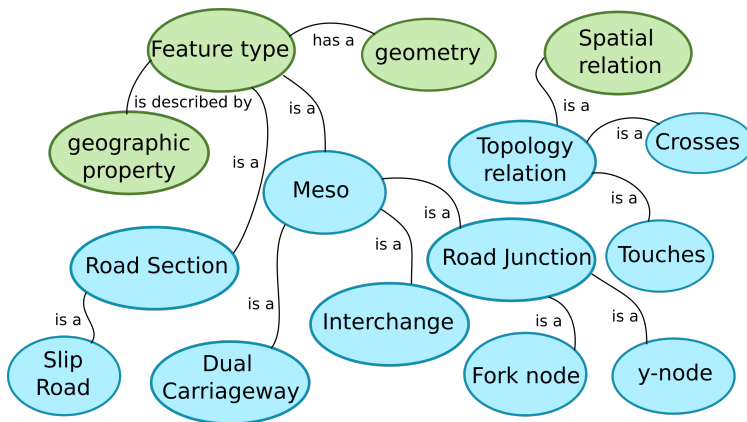 Feature type
has a
geometry
Spatial
relation
is described by
is a
is a
geographic
property
is a
Topology
relation
is a
Crosses
is a
Meso
is a
is a
Touches
Road Section
is a
Road Junction
is a
is a
Interchange
is a
is a
Slip
Road
Dual
Carriageway
Fork node
y-node